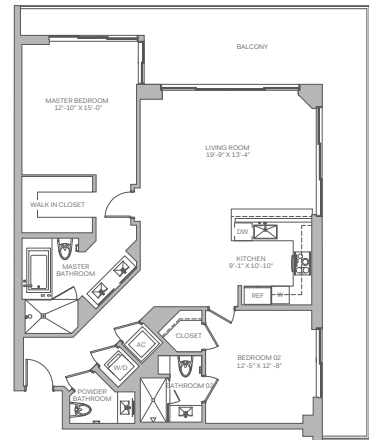 BALCONY
MASTER BEDROOM
12'-10" X 15'-0"
LIVING ROOM
19'-9" X 13'-4"
WALK IN CLOSET
DW
MASTER
BATHROOM
KITCHEN
9'-1" X 10'-10"
REF
W
AC
CLOSET
W/D
BEDROOM 02
12'-5" X 12' -8"
BATHROOM 02
POWDER
BATHROOM